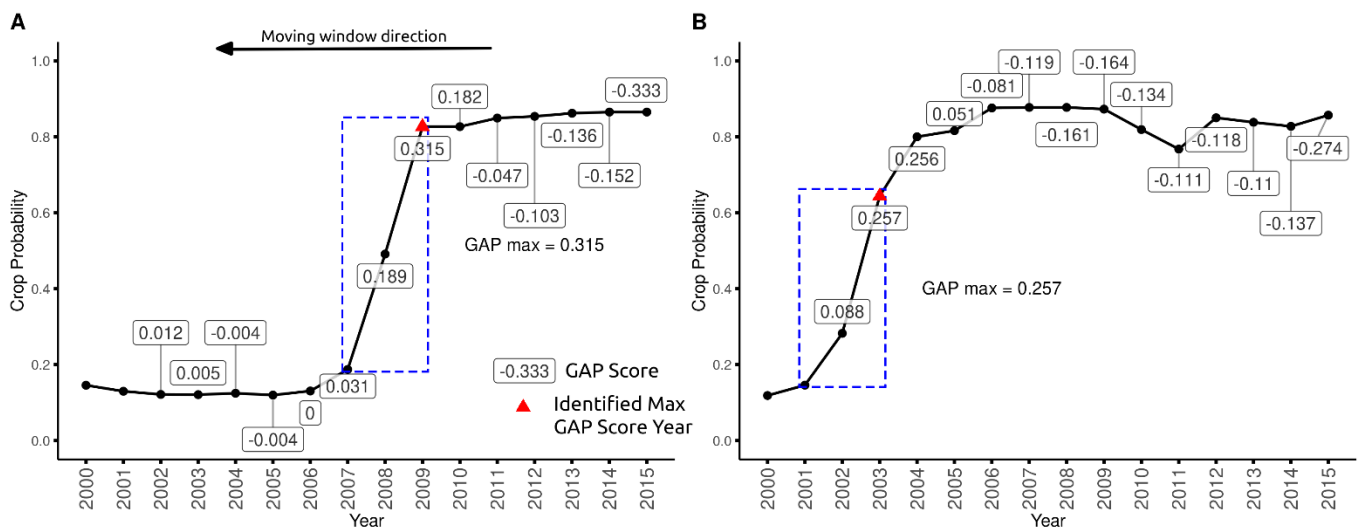 A
Moving window direction
Crop Probability
1.0
0.8
0.6
0.4
0.2
0.0
0.012
0.005
-0.004
-0.004
0
0.031
0.189
0.315
0.182
-0.047
-0.103
-0.136
-0.152
-0.333
GAP max = 0.315
-0.333 GAP Score
Identified Max
GAP Score Year
2000 2001 2002 2003 2004 2005 2006 2007 2008 2009 2010 2011 2012 2013 2014 2015
Year
B
Crop Probability
1.0
0.8
0.6
0.4
0.2
0.0
0.088
0.257
0.256
0.051
-0.081
-0.119
-0.161
-0.164
-0.134
-0.111
-0.118
-0.11
-0.137
-0.274
GAP max = 0.257
2000 2001 2002 2003 2004 2005 2006 2007 2008 2009 2010 2011 2012 2013 2014 2015
Year